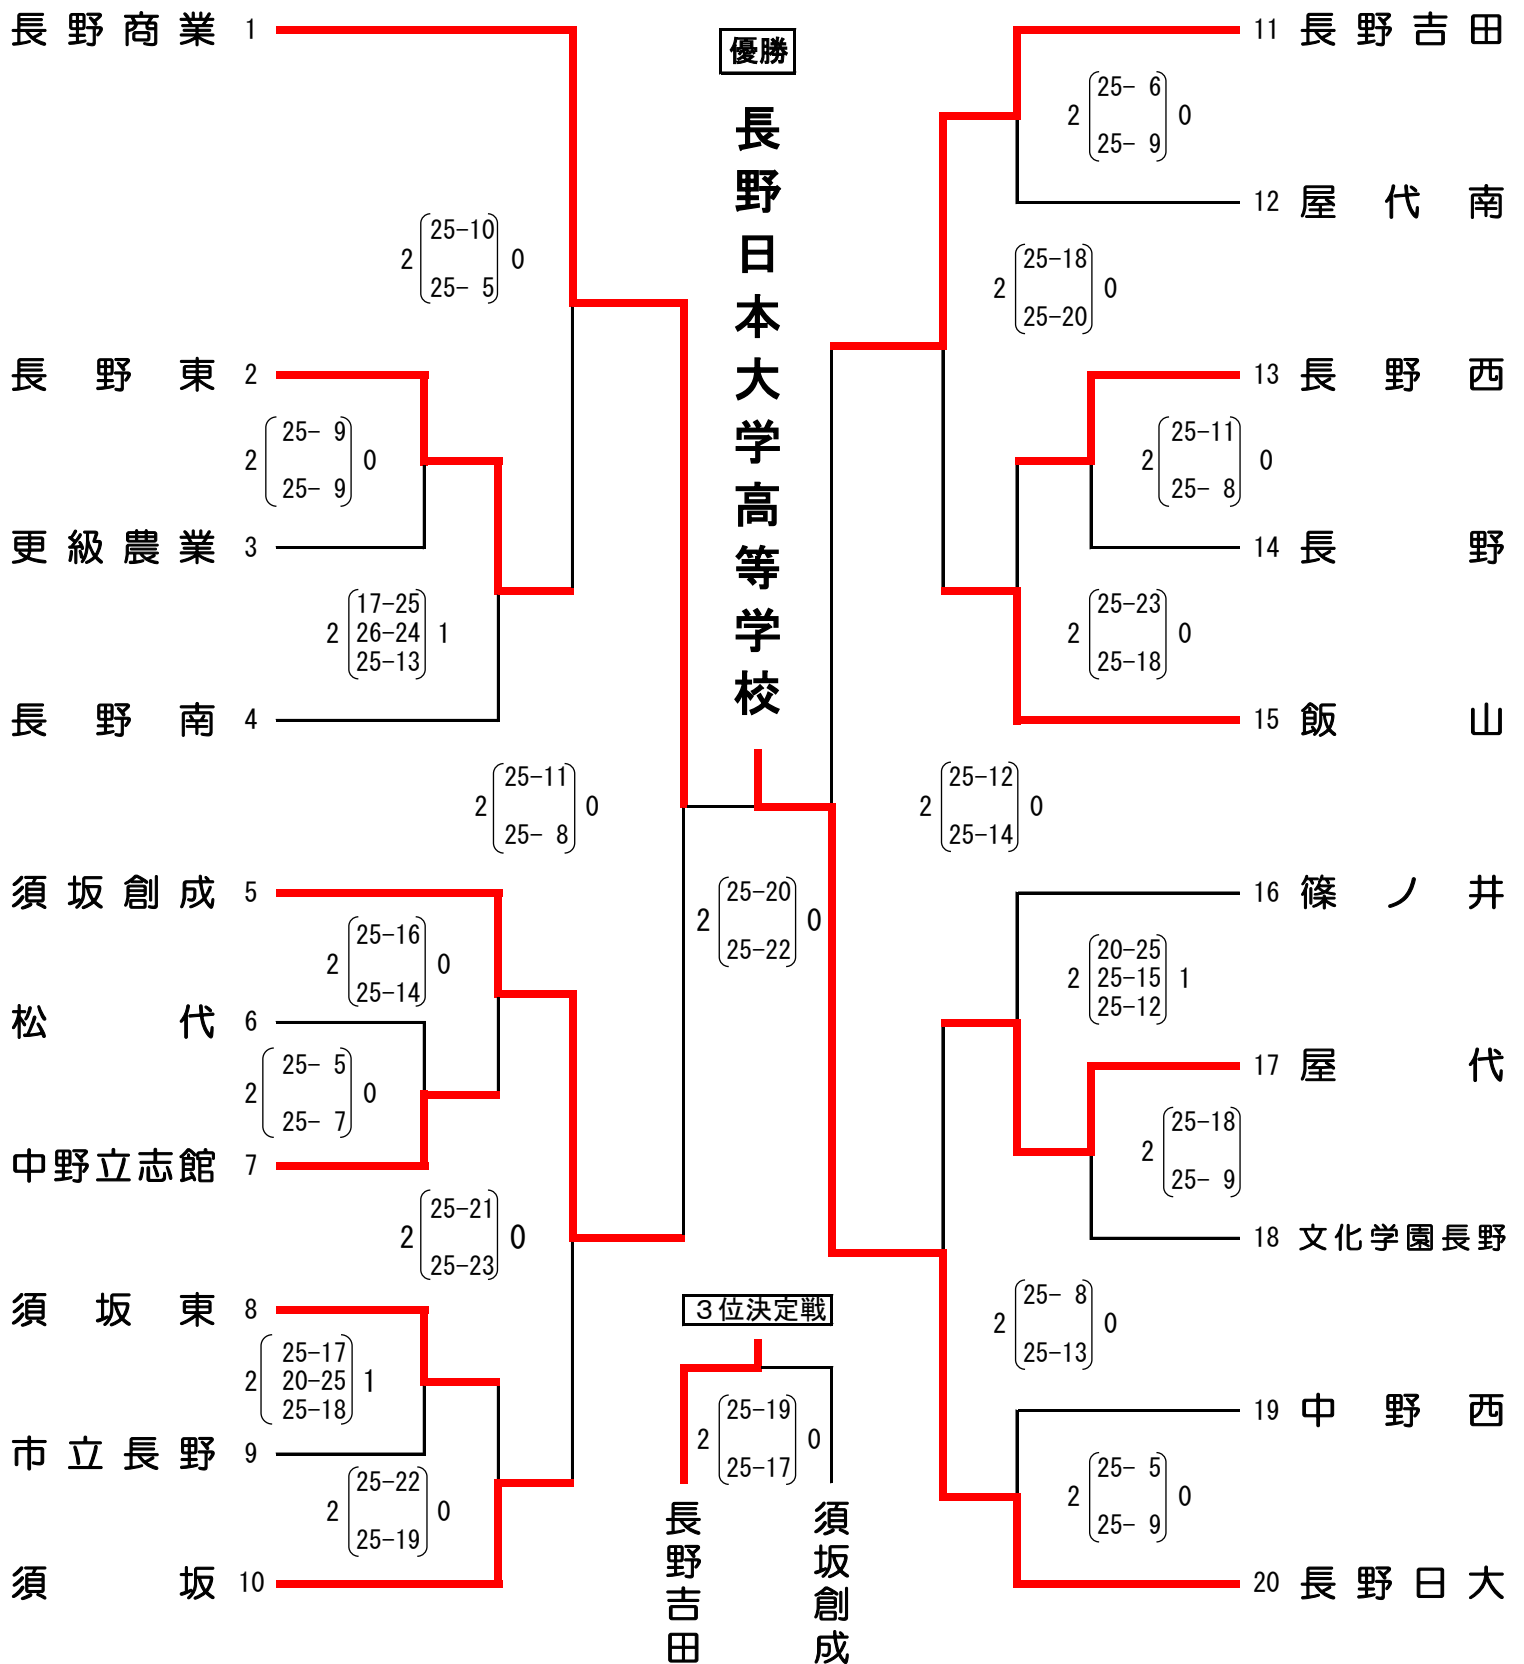 長野商業 1
2 25-10 0
25- 5
長野東 2
2 25- 9 0
25- 9
更級農業 3
17-25
2 26-24 1
25-13
長野南 4
2 25-11 0
25- 8
須坂創成 5
2 25-16 0
25-14
松代 6
2 25- 5 0
25- 7
中野立志館 7
2 25-21 0
25-23
須坂東 8
25-17
2 20-25 1
25-18
市立長野 9
2 25-22 0
25-19
須坂 10
優勝
長野日本大学高等学校
2 25-20 0
25-22
3位決定戦
2 25-19 0
25-17
長野吉田
須坂創成
11 長野吉田
2 25- 6 0
25- 9
12 屋代南
2 25-18 0
25-20
13 長野西
2 25-11 0
25- 8
14 長野
2 25-23 0
25-18
15 飯山
2 25-12 0
25-14
16 篠ノ井
20-25
2 25-15 1
25-12
17 屋代
2 25-18 0
25- 9
18 文化学園長野
2 25- 8 0
25-13
19 中野西
2 25- 5 0
25- 9
20 長野日大